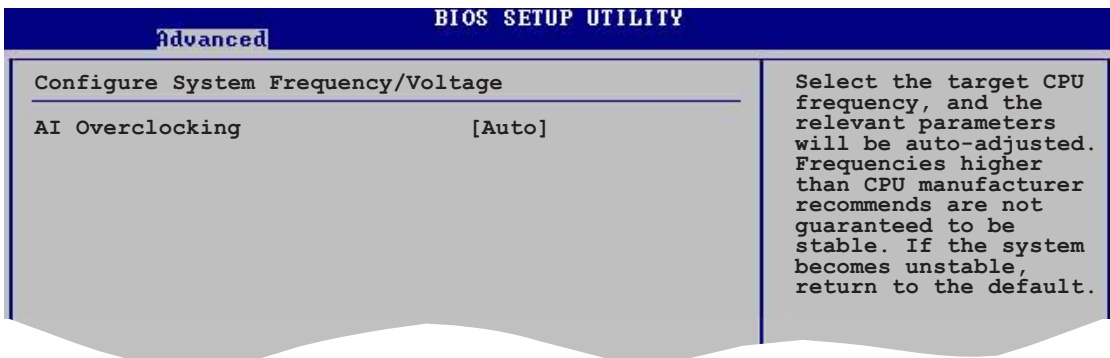 BIOS SETUP UTILITY
Advanced
Configure System Frequency/Voltage
AI Overclocking [Auto]
Select the target CPU
frequency, and the
relevant parameters
will be auto-adjusted.
Frequencies higher
than CPU manufacturer
recommends are not
guaranteed to be
stable. If the system
becomes unstable,
return to the default.